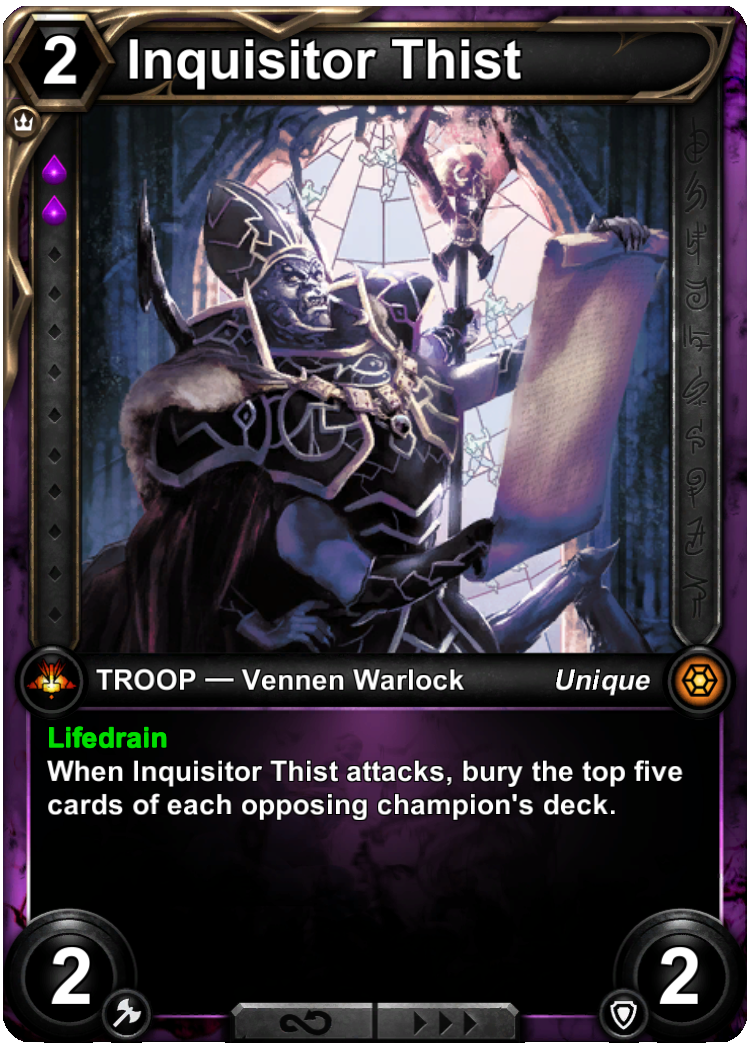 2
Inquisitor Thist
TROOP — Vennen Warlock Unique
Lifedrain
When Inquisitor Thist attacks, bury the top five
cards of each opposing champion's deck.
2 2